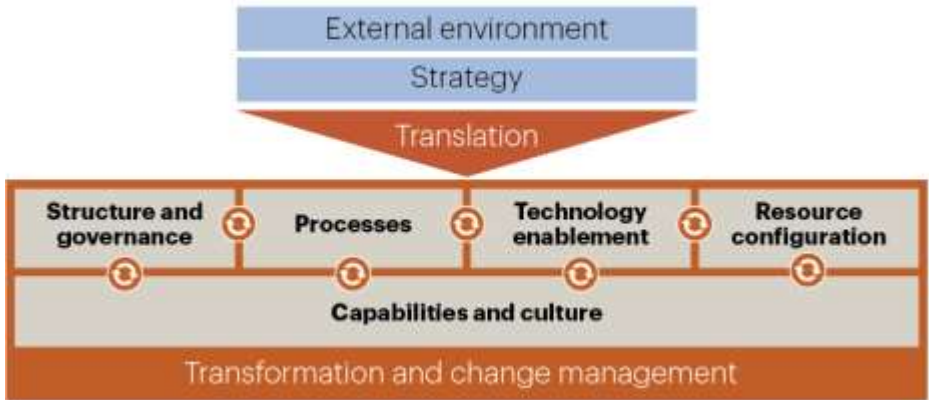 External environment
Strategy
Translation
Structure and
governance
Processes
Technology
enablement
Resource
configuration
Capabilities and culture
Transformation and change management